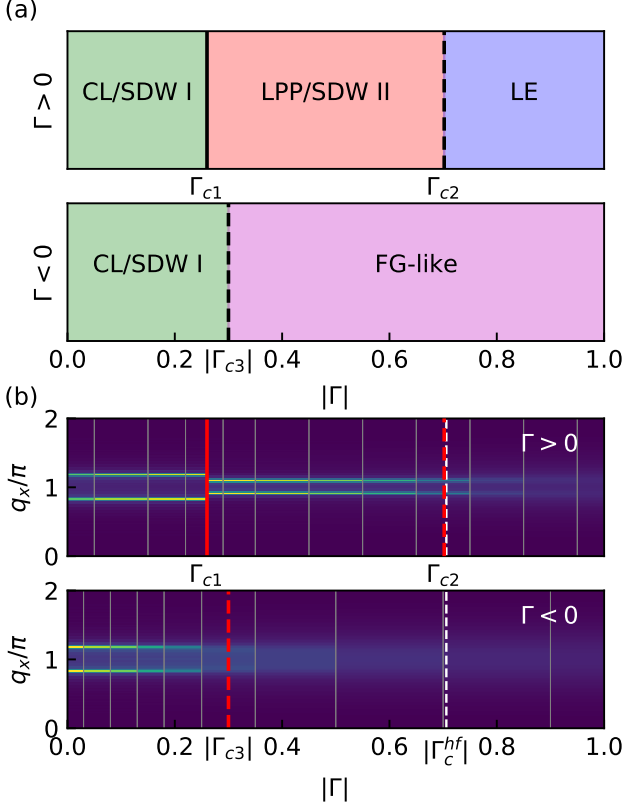 (a)
Γ > 0
CL/SDW I
LPP/SDW II
LE
Γc1
Γc2
Γ < 0
CL/SDW I
FG-like
0.0
0.2
|Γc3|
0.4
0.6
0.8
1.0
|Γ|
(b)
qx/π
2
1
0
Γ > 0
Γc1
Γc2
qx/π
2
1
0
Γ < 0
0.0
0.2
|Γc3|
0.4
0.6
|Γc^hf|
0.8
1.0
|Γ|